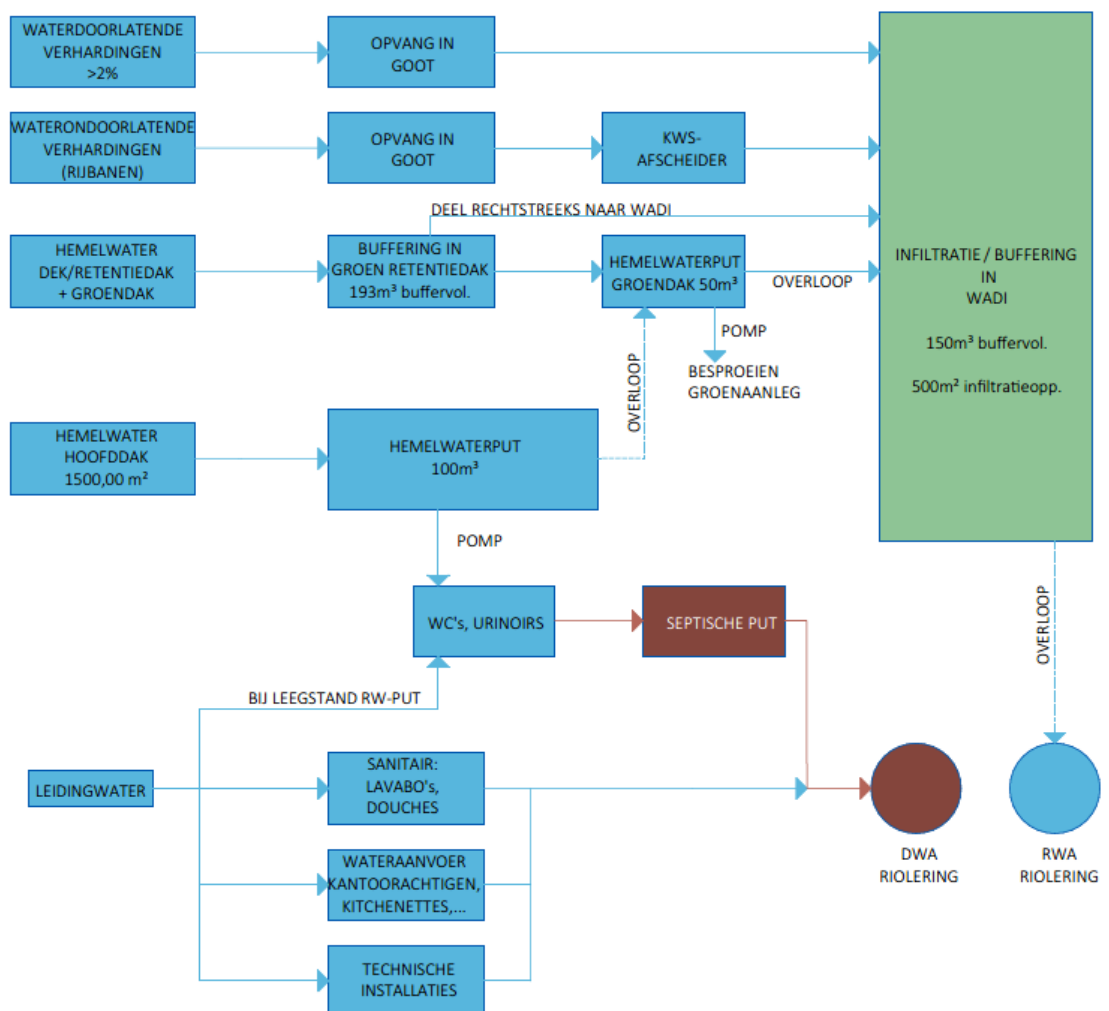 WATERDOORLATENDE
VERHARDINGEN
>2%
OPVANG IN
GOOT
WATERONDOORLATENDE
VERHARDINGEN
(RIJBANEN)
OPVANG IN
GOOT
KWS-
AFSCHEIDER
DEEL RECHTSTREEKS NAAR WADI
HEMELWATER
DEK/RETENTIEDAK
+ GROENDAK
BUFFERING IN
GROEN RETENTIEDAK
193m³ buffervol.
HEMELWATERPUT
GROENDAK 50m³
OVERLOOP
INFILTRATIE / BUFFERING
IN
WADI
150m³ buffervol.
500m² infiltratieopp.
POMP
BESPROEIEN
GROENAANLEG
OVERLOOP
HEMELWATER
HOOFDDAK
1500,00 m²
HEMELWATERPUT
100m³
POMP
WC's, URINOIRS
SEPTISCHE PUT
OVERLOOP
BIJ LEEGSTAND RW-PUT
LEIDINGWATER
SANITAIR:
LAVABO's,
DOUCHES
WATERAANVOER
KANTOORACHTIGEN,
KITCHENETTES,...
TECHNISCHE
INSTALLATIES
DWA
RIOLERING
RWA
RIOLERING